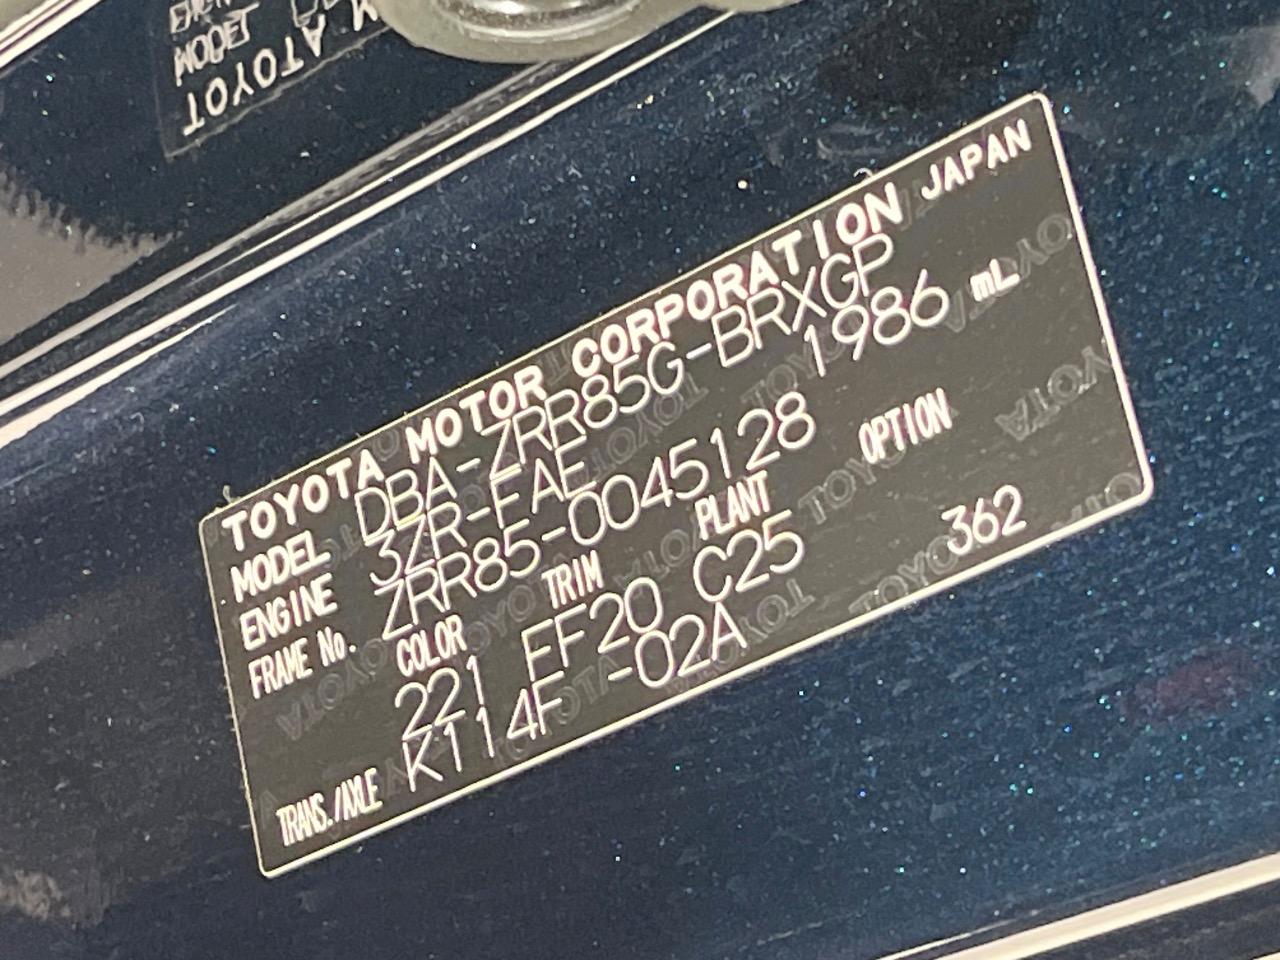 TOYOTA MOTOR CORPORATION JAPAN
MODEL DBA-ZRR85G-BRXGP
ENGINE 3ZR-FAE 1986 mL
FRAME No. ZRR85-0045128
COLOR TRIM PLANT OPTION
221 FF20 C25 362
TRANS./AXLE K114F -02A